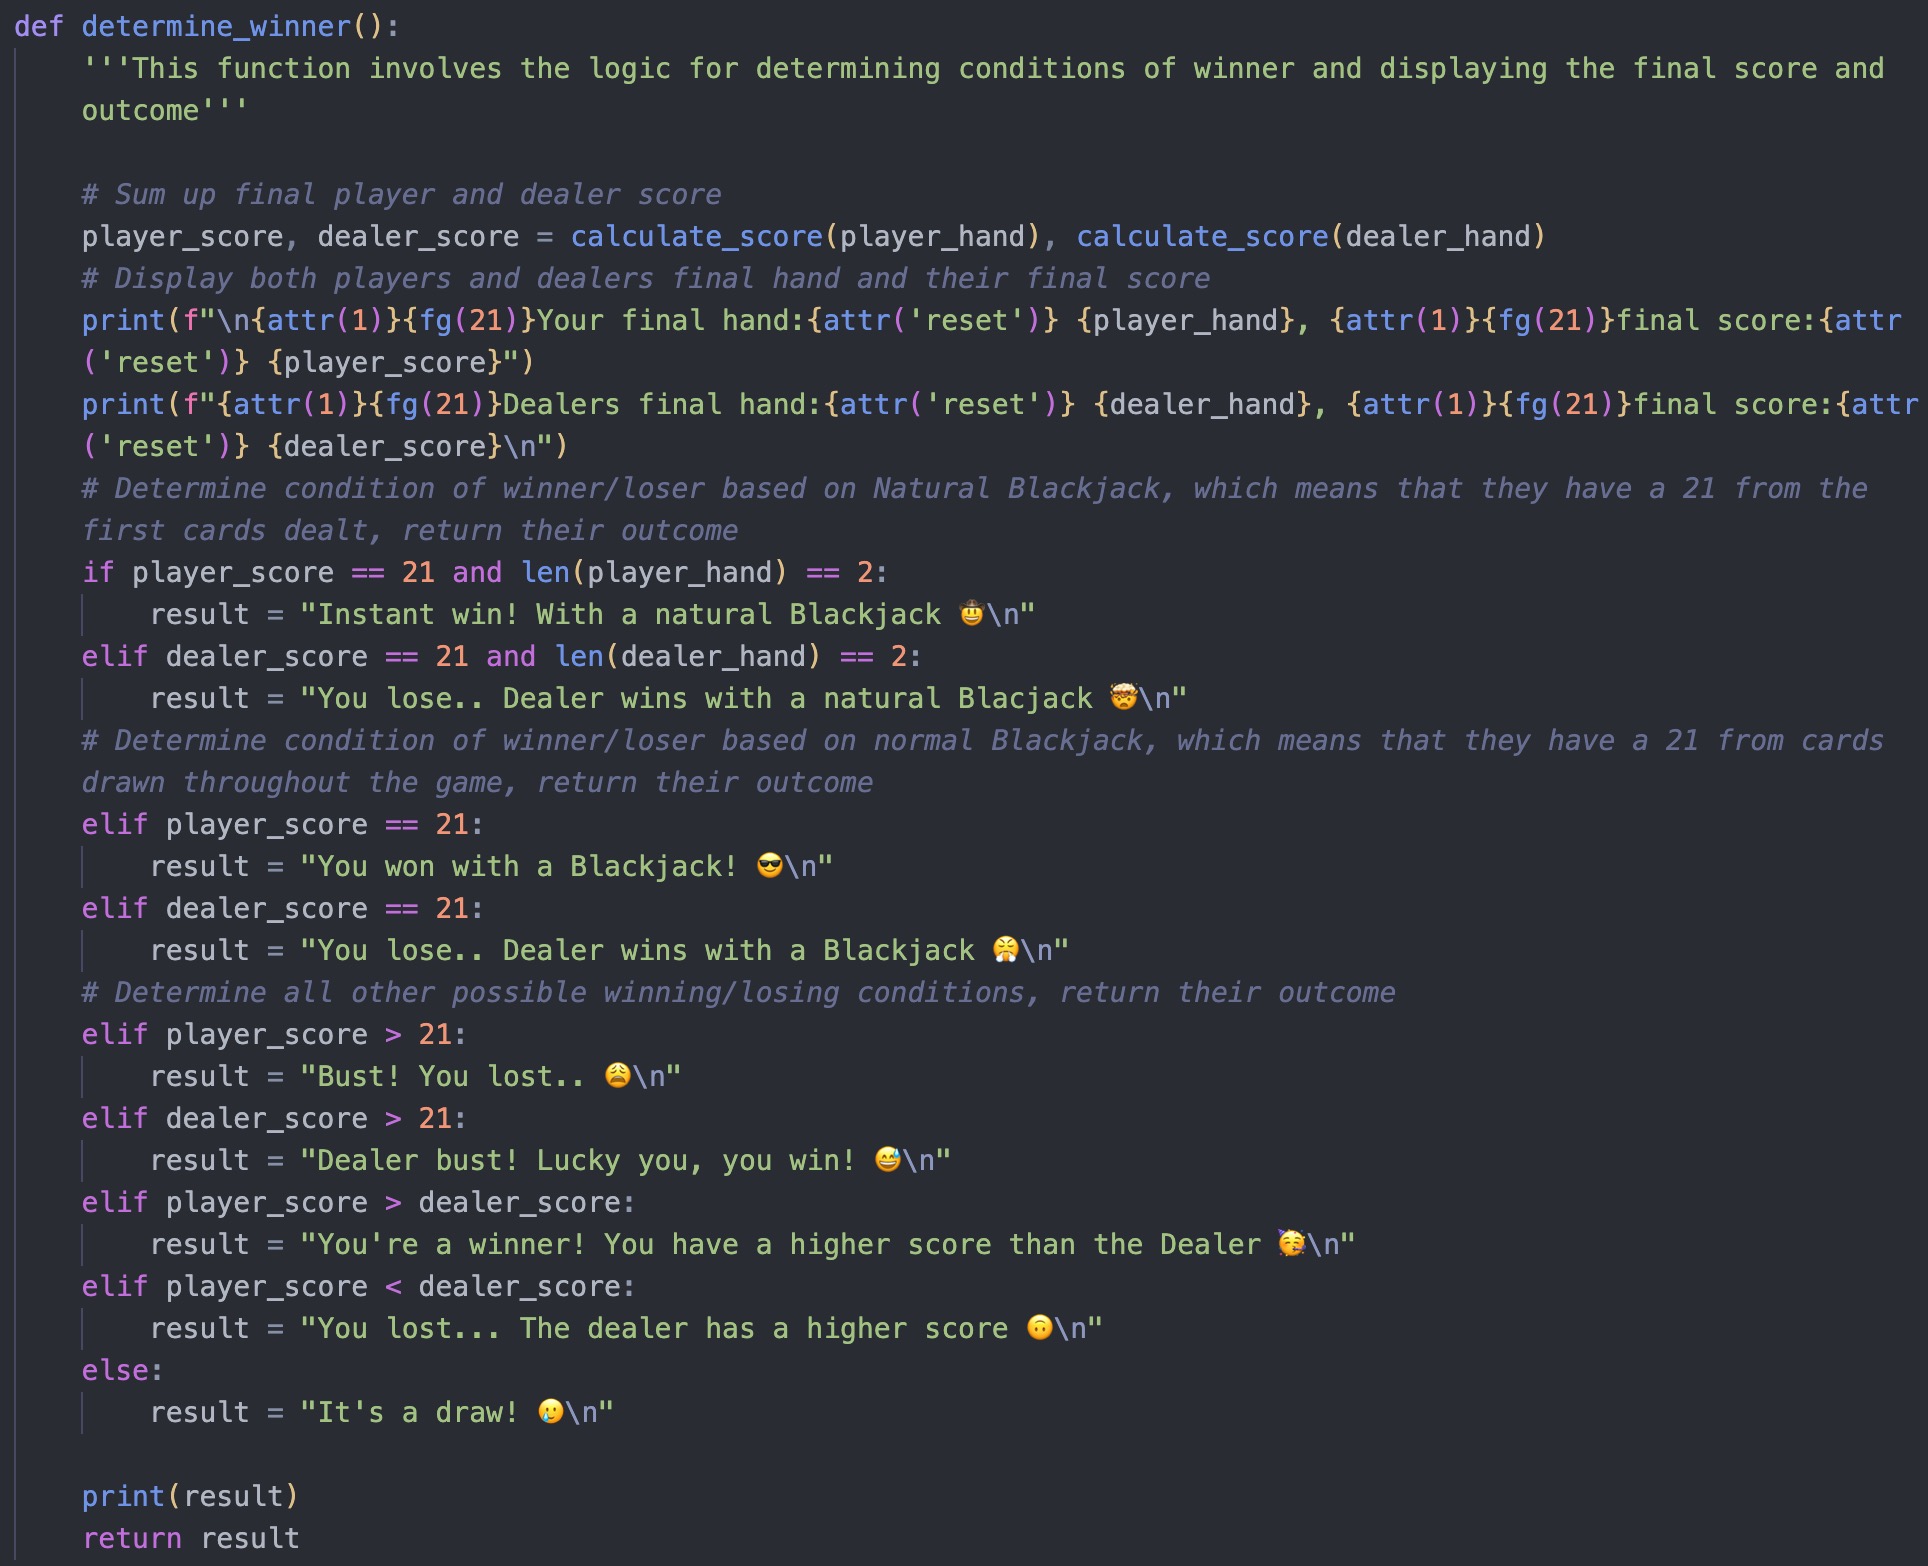 def determine_winner():
    '''This function involves the logic for determining conditions of winner and displaying the final score and
    outcome'''

    # Sum up final player and dealer score
    player_score, dealer_score = calculate_score(player_hand), calculate_score(dealer_hand)
    # Display both players and dealers final hand and their final score
    print(f"\n{attr(1)}{fg(21)}Your final hand:{attr('reset')} {player_hand}, {attr(1)}{fg(21)}final score:{attr
    ('reset')} {player_score}")
    print(f"{attr(1)}{fg(21)}Dealers final hand:{attr('reset')} {dealer_hand}, {attr(1)}{fg(21)}final score:{attr
    ('reset')} {dealer_score}\n")
    # Determine condition of winner/loser based on Natural Blackjack, which means that they have a 21 from the
    first cards dealt, return their outcome
    if player_score == 21 and len(player_hand) == 2:
        result = "Instant win! With a natural Blackjack 🤠\n"
    elif dealer_score == 21 and len(dealer_hand) == 2:
        result = "You lose.. Dealer wins with a natural Blacjack 🤯\n"
    # Determine condition of winner/loser based on normal Blackjack, which means that they have a 21 from cards
    drawn throughout the game, return their outcome
    elif player_score == 21:
        result = "You won with a Blackjack! 😎\n"
    elif dealer_score == 21:
        result = "You lose.. Dealer wins with a Blackjack 😤\n"
    # Determine all other possible winning/losing conditions, return their outcome
    elif player_score > 21:
        result = "Bust! You lost.. 😩\n"
    elif dealer_score > 21:
        result = "Dealer bust! Lucky you, you win! 😅\n"
    elif player_score > dealer_score:
        result = "You're a winner! You have a higher score than the Dealer 🥳\n"
    elif player_score < dealer_score:
        result = "You lost... The dealer has a higher score 🙃\n"
    else:
        result = "It's a draw! 🥲\n"

    print(result)
    return result